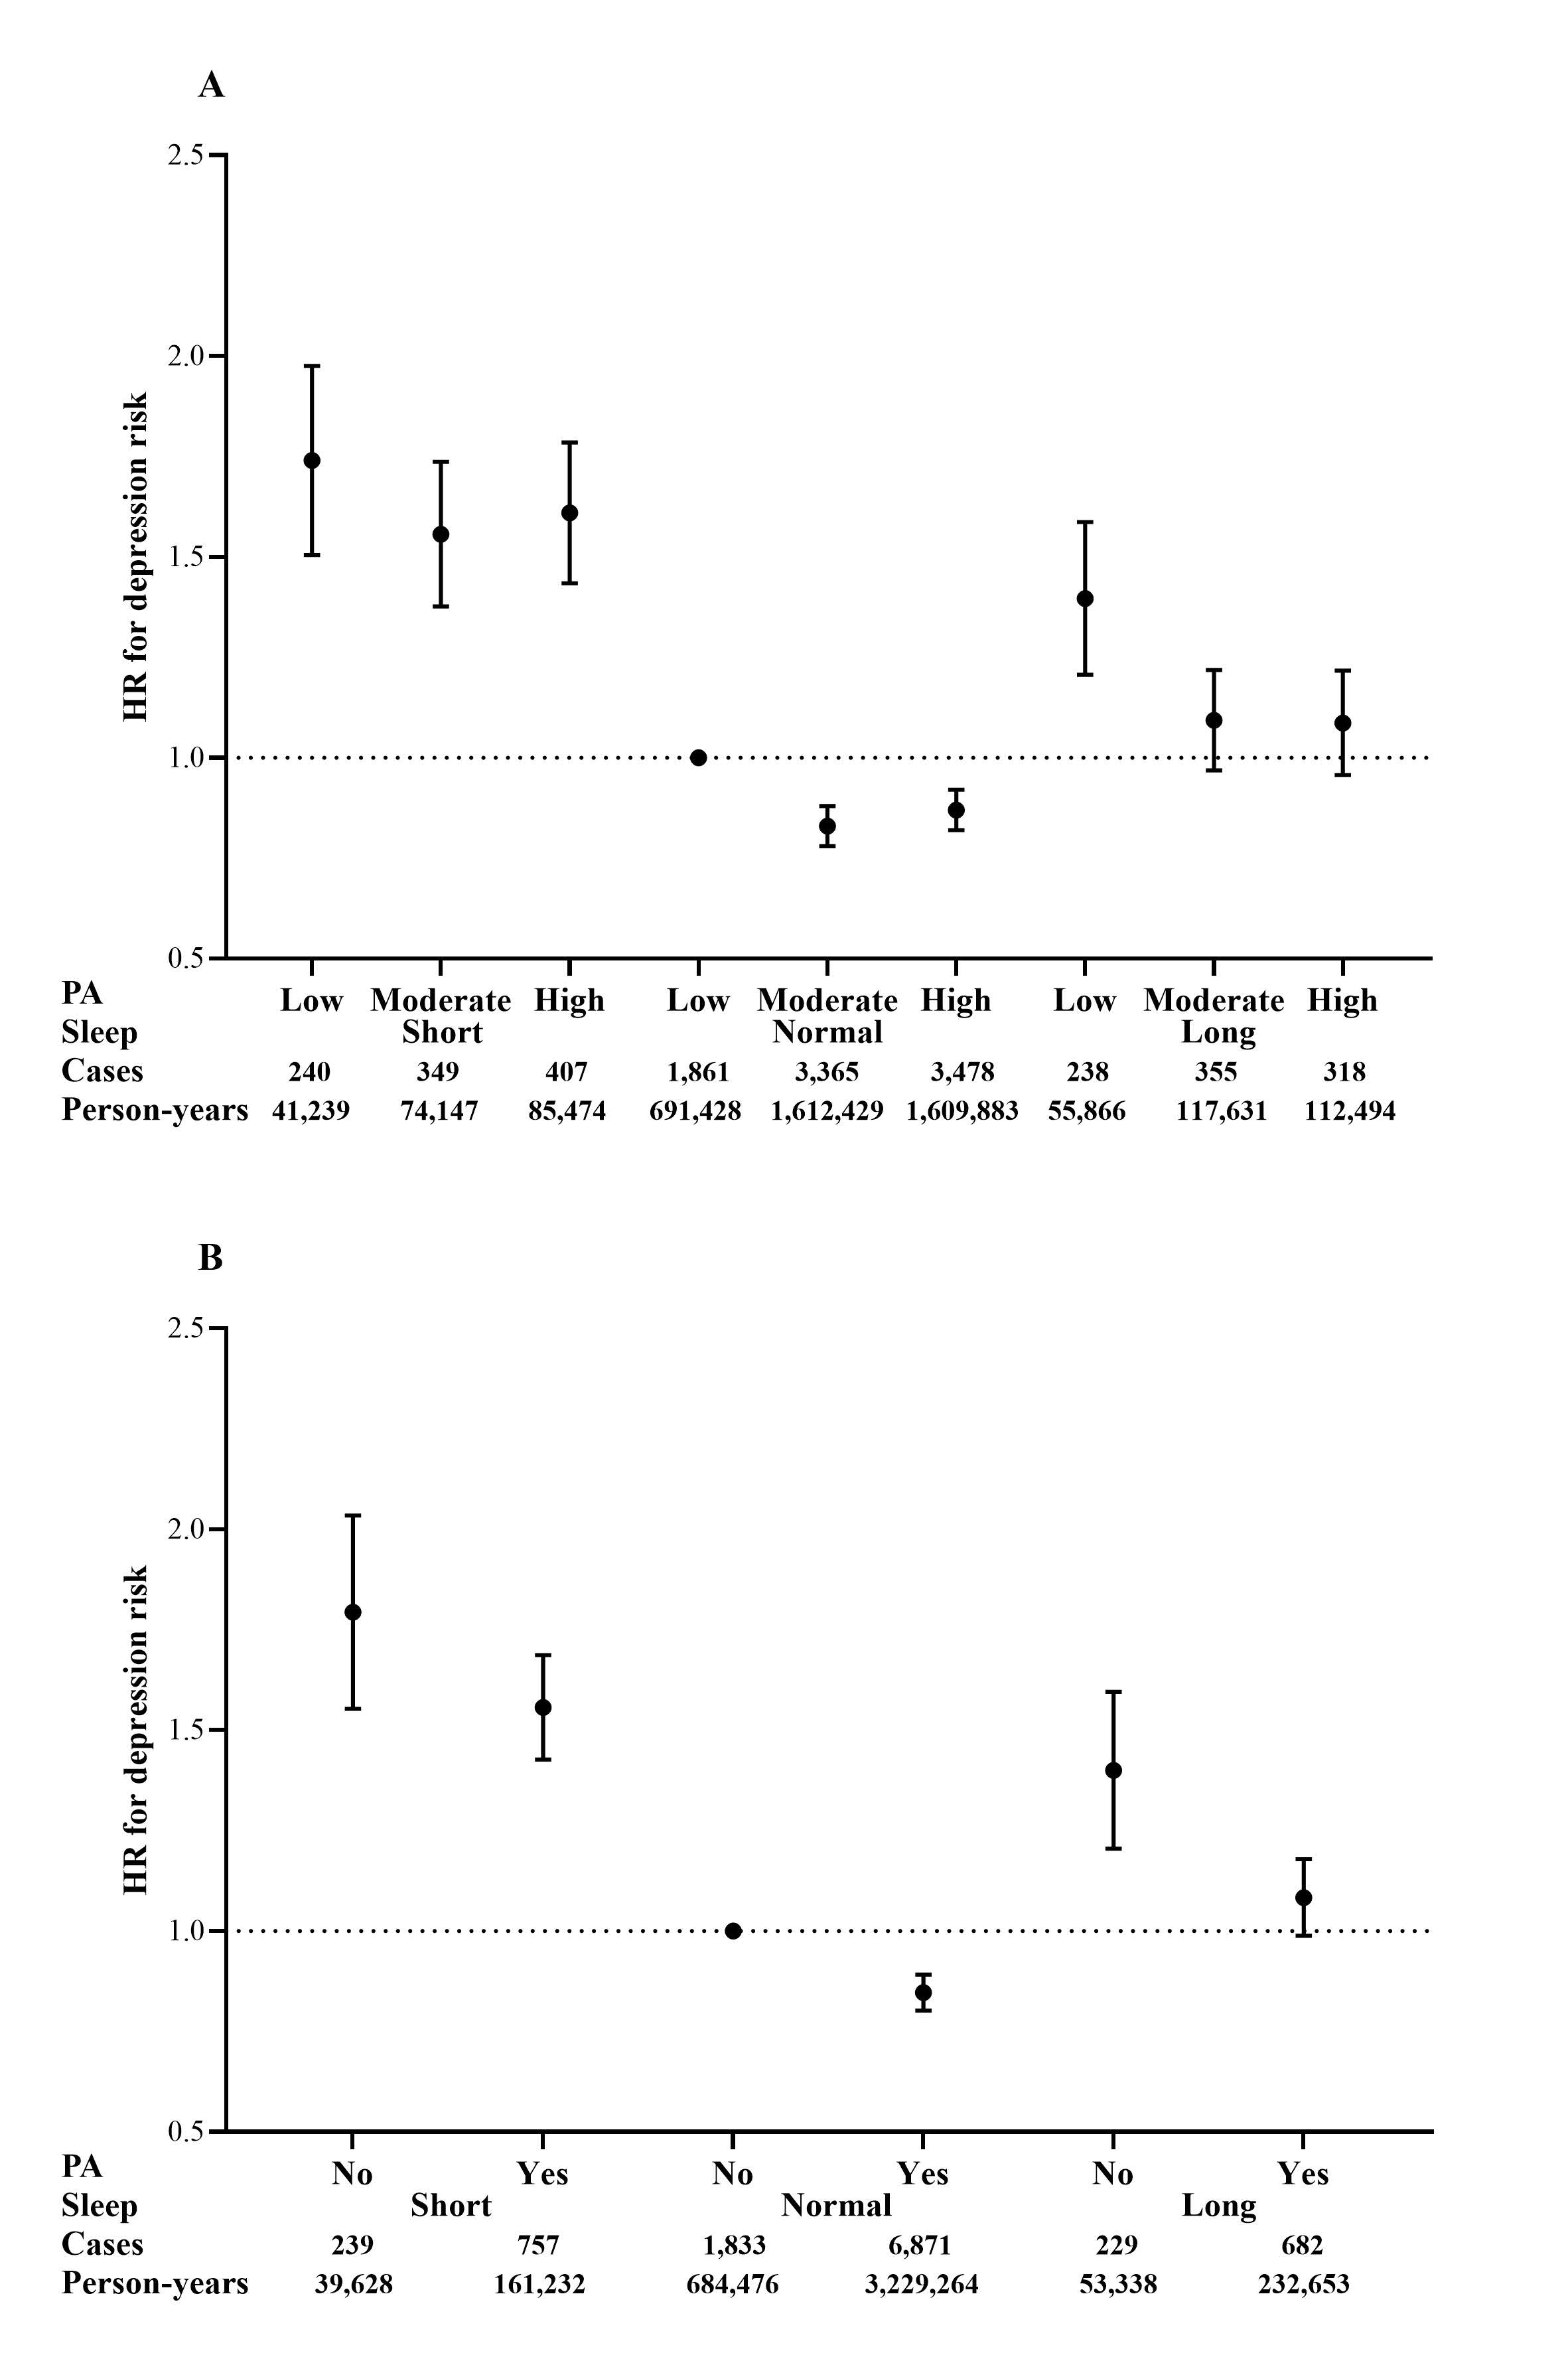 A
2.5
2.0
1.5
1.0
0.5
HR for depression risk
PA Low Moderate High Low Moderate High Low Moderate High
Sleep Short Normal Long
Cases 240 349 407 1,861 3,365 3,478 238 355 318
Person-years 41,239 74,147 85,474 691,428 1,612,429 1,609,883 55,866 117,631 112,494
B
2.5
2.0
1.5
1.0
0.5
HR for depression risk
PA No Yes No Yes No Yes
Sleep Short Normal Long
Cases 239 757 1,833 6,871 229 682
Person-years 39,628 161,232 684,476 3,229,264 53,338 232,653